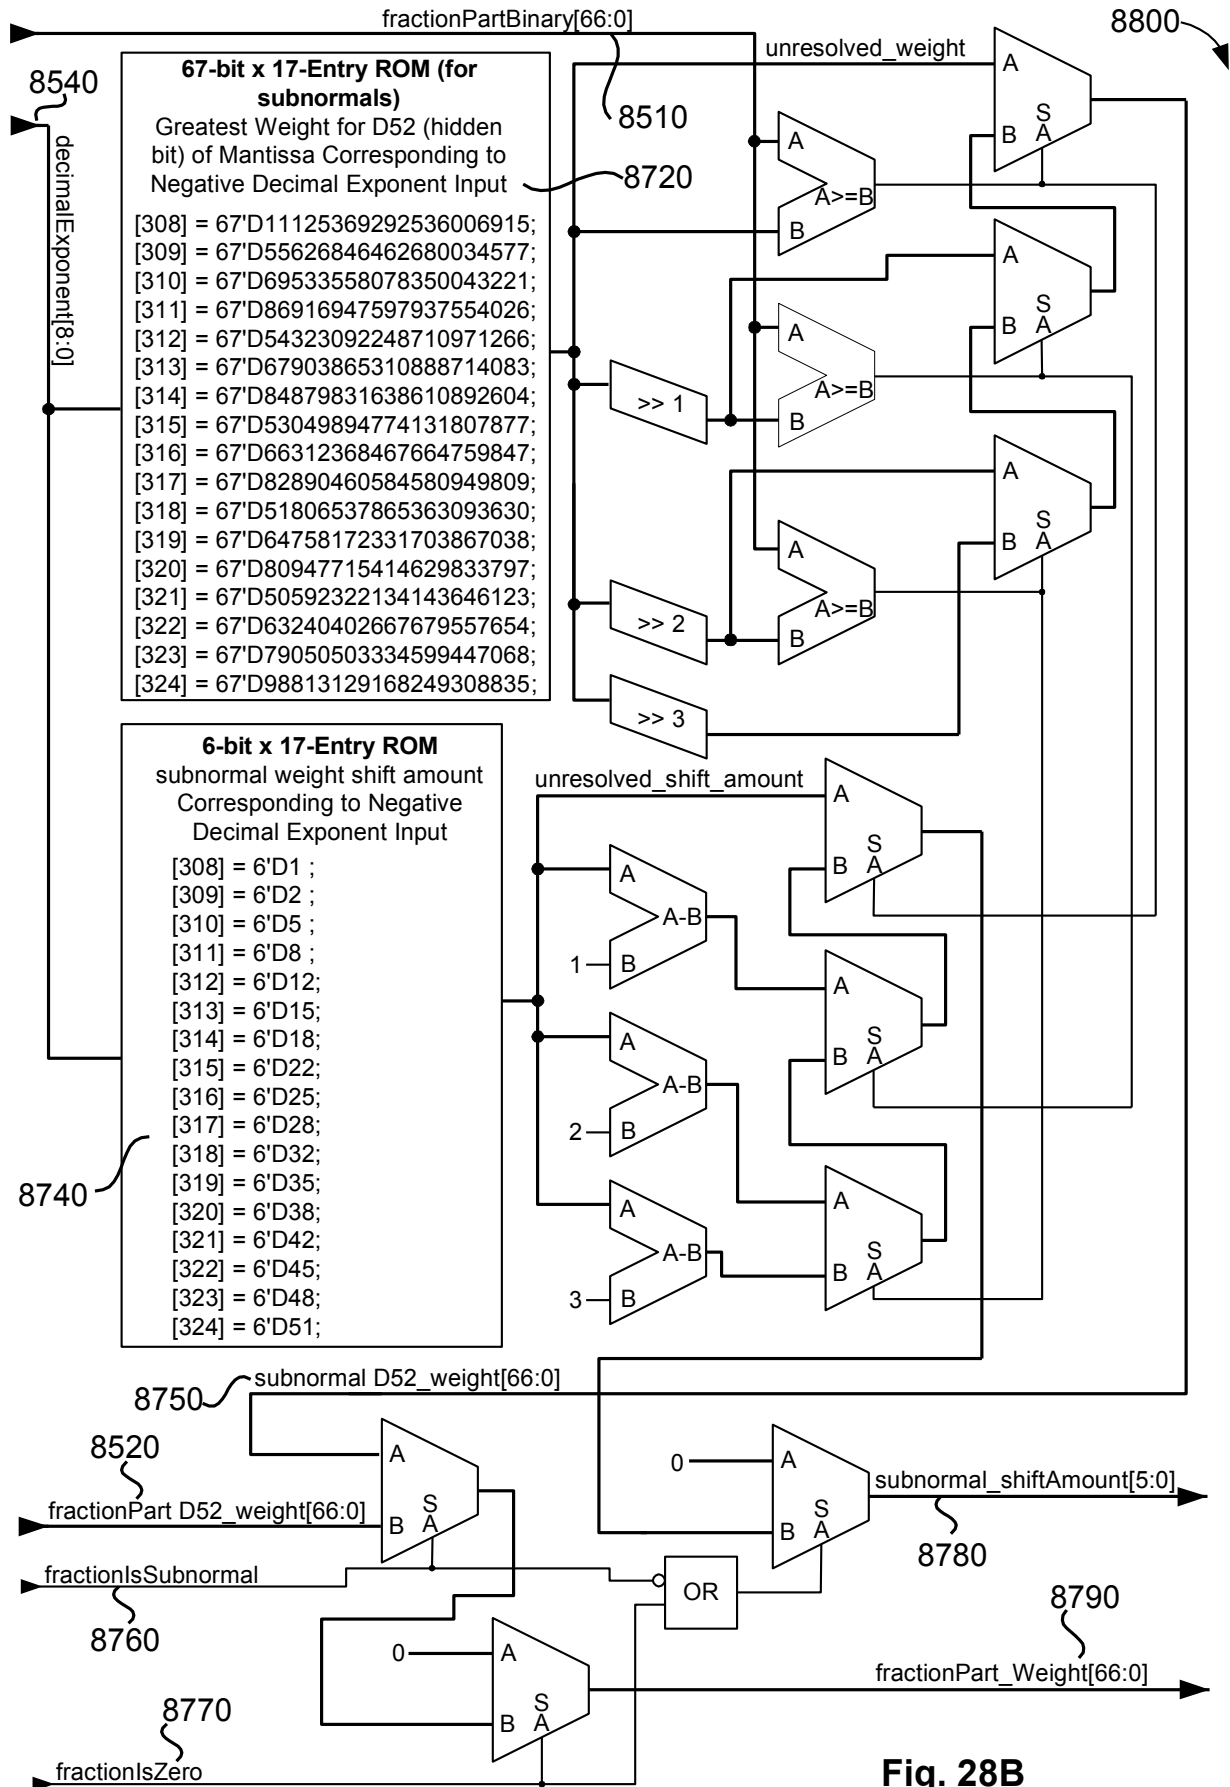 fractionPartBinary[66:0]
8800
unresolved_weight
8540
8510
decimalExponent[8:0]
67-bit x 17-Entry ROM (for
subnormals)
Greatest Weight for D52 (hidden
bit) of Mantissa Corresponding to
Negative Decimal Exponent Input
8720
[308] = 67'D11125369292536006915;
[309] = 67'D55626846462680034577;
[310] = 67'D69533558078350043221;
[311] = 67'D86916947597937554026;
[312] = 67'D54323092248710971266;
[313] = 67'D67903865310888714083;
[314] = 67'D84879831638610892604;
[315] = 67'D53049894774131807877;
[316] = 67'D66312368467664759847;
[317] = 67'D82890460584580949809;
[318] = 67'D51806537865363093630;
[319] = 67'D64758172331703867038;
[320] = 67'D80947715414629833797;
[321] = 67'D50592322134143646123;
[322] = 67'D63240402667679557654;
[323] = 67'D79050503334599447068;
[324] = 67'D98813129168249308835;
A
B
A>=B
A
B
S
A
>> 1
A
B
A>=B
A
B
S
A
>> 2
A
B
A>=B
A
B
S
A
>> 3
6-bit x 17-Entry ROM
subnormal weight shift amount
Corresponding to Negative
Decimal Exponent Input
8740
[308] = 6'D1 ;
[309] = 6'D2 ;
[310] = 6'D5 ;
[311] = 6'D8 ;
[312] = 6'D12;
[313] = 6'D15;
[314] = 6'D18;
[315] = 6'D22;
[316] = 6'D25;
[317] = 6'D28;
[318] = 6'D32;
[319] = 6'D35;
[320] = 6'D38;
[321] = 6'D42;
[322] = 6'D45;
[323] = 6'D48;
[324] = 6'D51;
unresolved_shift_amount
A
B
S
A
A
A-B
1
B
A
B
S
A
A
A-B
2
B
A
B
S
A
A
A-B
3
B
8750
subnormal D52_weight[66:0]
8520
fractionPart D52_weight[66:0]
A
B
S
A
0
A
B
S
A
subnormal_shiftAmount[5:0]
8780
fractionIsSubnormal
8760
OR
0
A
B
S
A
8790
fractionPart_Weight[66:0]
8770
fractionIsZero
Fig. 28B